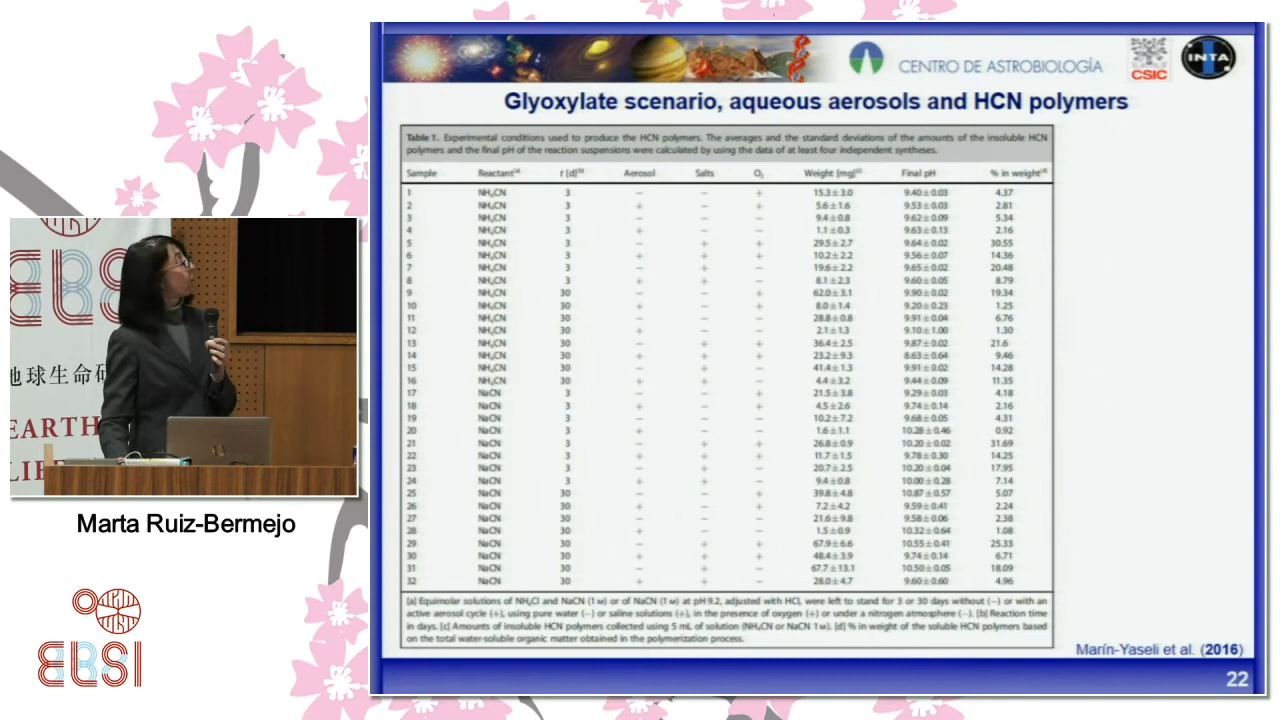 CENTRO DE ASTROBIOLOGÍA
CSIC
INTA
Glyoxylate scenario, aqueous aerosols and HCN polymers
Table 1. Experimental conditions used to produce the HCN polymers. The averages and the standard deviations of the amounts of the insoluble HCN
polymers and the final pH of the reaction suspensions were calculated by using the data of at least four independent syntheses.
Sample Reactant[a] t [d][b] Aerosol Salts O₂ Weight [mg][c] Final pH % in weight[d]
1 NH₄CN 3 − − + 15.3±3.0 9.40±0.03 4.37
2 NH₄CN 3 + − + 5.6±1.6 9.53±0.03 2.81
3 NH₄CN 3 − − − 9.4±0.8 9.62±0.09 5.34
4 NH₄CN 3 + − − 1.1±0.3 9.63±0.13 2.16
5 NH₄CN 3 − + + 29.5±2.7 9.64±0.02 30.55
6 NH₄CN 3 + + + 10.2±2.2 9.56±0.07 14.36
7 NH₄CN 3 − + − 19.6±2.2 9.65±0.02 20.48
8 NH₄CN 3 + + − 8.1±2.3 9.60±0.05 8.79
9 NH₄CN 30 − − + 62.0±3.1 9.90±0.02 19.34
10 NH₄CN 30 + − + 8.0±1.4 9.20±0.23 1.25
11 NH₄CN 30 − − − 28.8±0.8 9.91±0.04 6.76
12 NH₄CN 30 + − − 2.1±1.3 9.10±1.00 1.30
13 NH₄CN 30 − + + 36.4±2.5 9.87±0.02 21.6
14 NH₄CN 30 + + + 23.2±9.3 8.63±0.64 9.46
15 NH₄CN 30 − + − 41.4±1.3 9.91±0.02 14.28
16 NH₄CN 30 + + − 4.4±3.2 9.44±0.09 11.35
17 NaCN 3 − − + 21.5±3.8 9.29±0.03 4.18
18 NaCN 3 + − + 4.5±2.6 9.74±0.14 2.16
19 NaCN 3 − − − 10.2±7.2 9.68±0.05 4.31
20 NaCN 3 + − − 1.6±1.1 10.28±0.46 0.92
21 NaCN 3 − + + 26.8±0.9 10.20±0.02 31.69
22 NaCN 3 + + + 11.7±1.5 9.78±0.30 14.25
23 NaCN 3 − + − 20.7±2.5 10.20±0.04 17.95
24 NaCN 3 + + − 9.4±0.8 10.00±0.28 7.14
25 NaCN 30 − − + 39.8±4.8 10.87±0.57 5.07
26 NaCN 30 + − + 7.2±4.2 9.59±0.41 2.24
27 NaCN 30 − − − 21.6±9.8 9.58±0.06 2.38
28 NaCN 30 + − − 1.5±0.9 10.32±0.64 1.08
29 NaCN 30 − + + 67.9±6.6 10.55±0.41 25.33
30 NaCN 30 + + + 48.4±3.9 9.74±0.14 6.71
31 NaCN 30 − + − 67.7±13.1 10.50±0.05 18.09
32 NaCN 30 + + − 28.0±4.7 9.60±0.60 4.96
[a] Equimolar solutions of NH₄Cl and NaCN (1 M) or of NaCN (1 M) at pH 9.2, adjusted with HCl, were left to stand for 3 or 30 days without (−) or with an
active aerosol cycle (+), using pure water (−) or saline solutions (+), in the presence of oxygen (+) or under a nitrogen atmosphere (−). [b] Reaction time
in days. [c] Amounts of insoluble HCN polymers collected using 5 mL of solution (NH₄CN or NaCN 1 M). [d] % in weight of the soluble HCN polymers based
on the total water-soluble organic matter obtained in the polymerization process.
Marín-Yaseli et al. (2016)
22
ELS
地球生命研
EARTH
LI
Marta Ruiz-Bermejo
ELSI